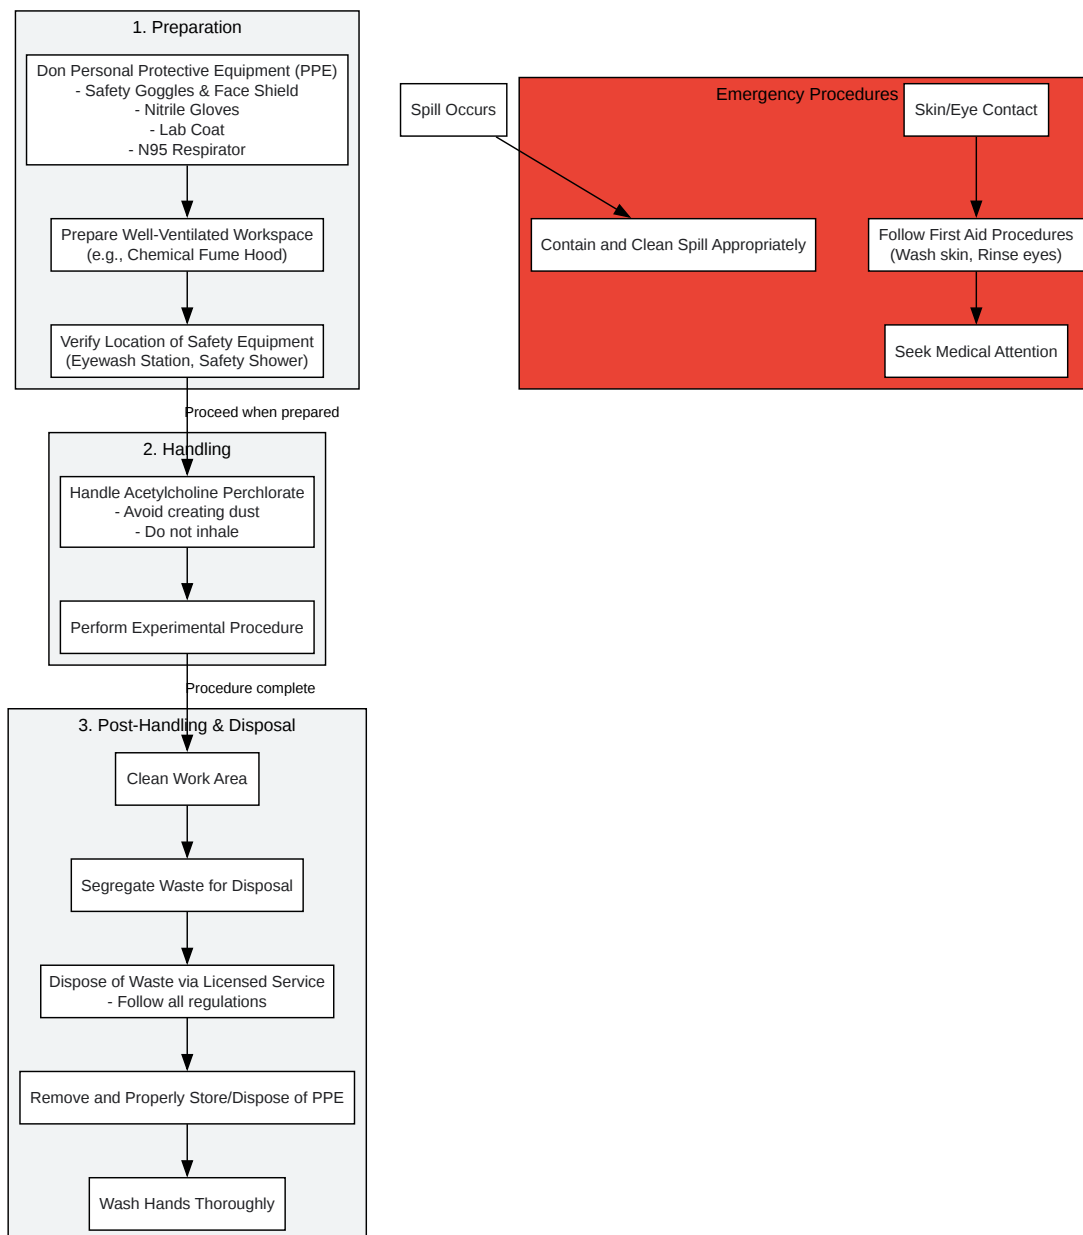 1. Preparation
Don Personal Protective Equipment (PPE)
- Safety Goggles & Face Shield
- Nitrile Gloves
- Lab Coat
- N95 Respirator
Prepare Well-Ventilated Workspace
(e.g., Chemical Fume Hood)
Verify Location of Safety Equipment
(Eyewash Station, Safety Shower)
Proceed when prepared
2. Handling
Handle Acetylcholine Perchlorate
- Avoid creating dust
- Do not inhale
Perform Experimental Procedure
Procedure complete
3. Post-Handling & Disposal
Clean Work Area
Segregate Waste for Disposal
Dispose of Waste via Licensed Service
- Follow all regulations
Remove and Properly Store/Dispose of PPE
Wash Hands Thoroughly
Spill Occurs
Emergency Procedures
Skin/Eye Contact
Contain and Clean Spill Appropriately
Follow First Aid Procedures
(Wash skin, Rinse eyes)
Seek Medical Attention